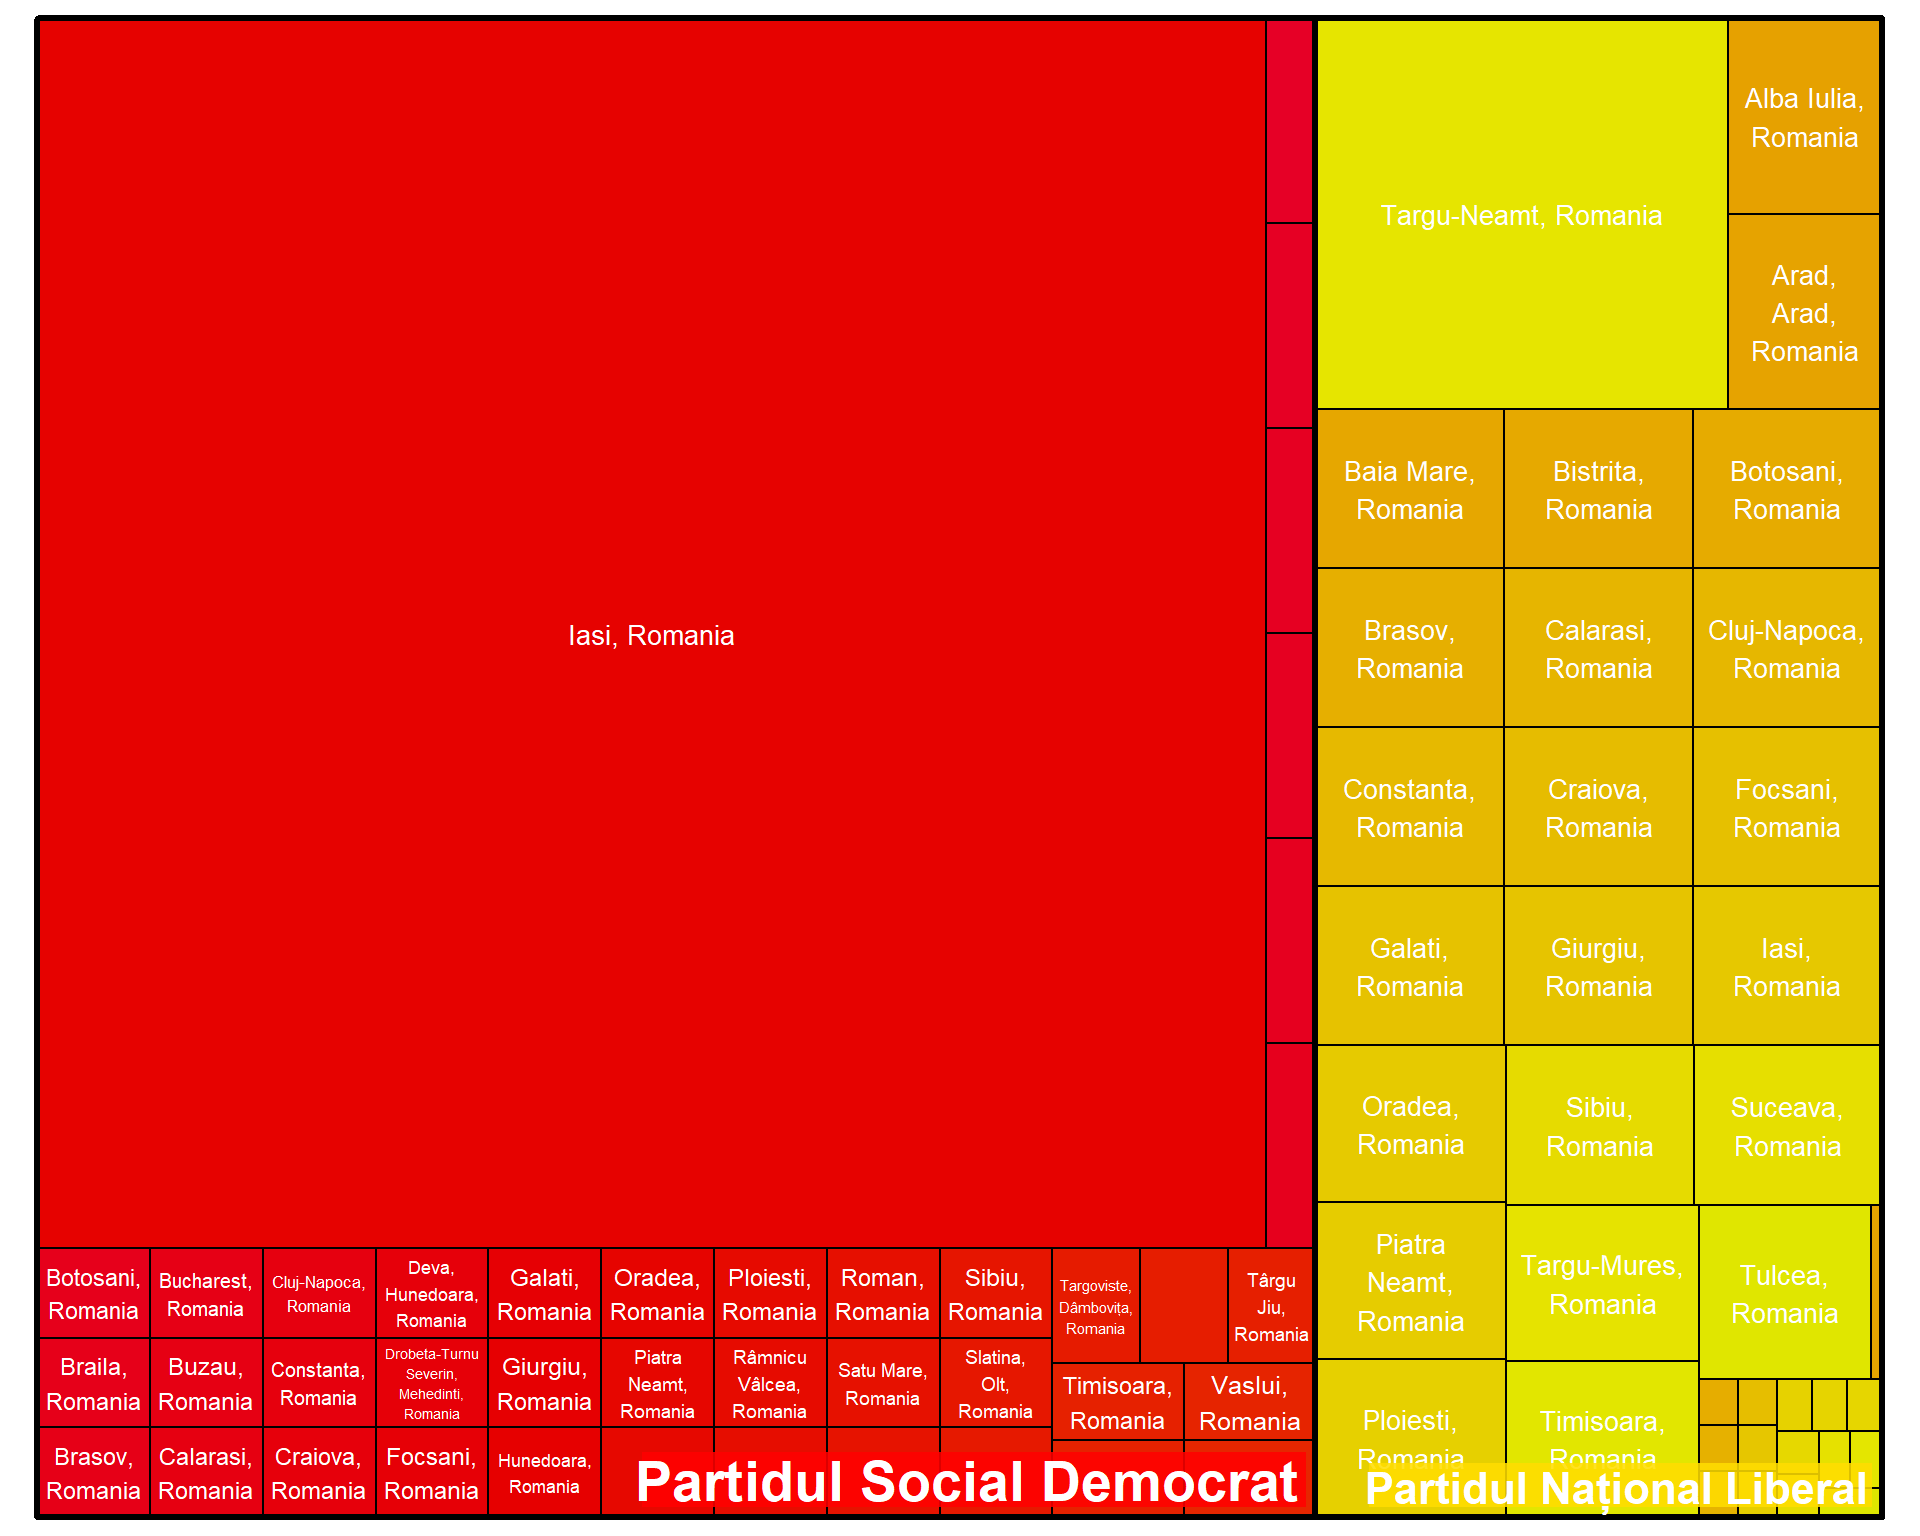 Iasi, Romania
Botosani,
Romania
Bucharest,
Romania
Cluj-Napoca,
Romania
Deva,
Hunedoara,
Romania
Galati,
Romania
Oradea,
Romania
Ploiesti,
Romania
Roman,
Romania
Sibiu,
Romania
Targoviste,
Dâmbovița,
Romania
Târgu
Jiu,
Romania
Braila,
Romania
Buzau,
Romania
Constanta,
Romania
Drobeta-Turnu
Severin,
Mehedinti,
Romania
Giurgiu,
Romania
Piatra
Neamt,
Romania
Râmnicu
Vâlcea,
Romania
Satu Mare,
Romania
Slatina,
Olt,
Romania
Timisoara,
Romania
Vaslui,
Romania
Brasov,
Romania
Calarasi,
Romania
Craiova,
Romania
Focsani,
Romania
Hunedoara,
Romania
Partidul Social Democrat
Targu-Neamt, Romania
Alba Iulia,
Romania
Arad,
Arad,
Romania
Baia Mare,
Romania
Bistrita,
Romania
Botosani,
Romania
Brasov,
Romania
Calarasi,
Romania
Cluj-Napoca,
Romania
Constanta,
Romania
Craiova,
Romania
Focsani,
Romania
Galati,
Romania
Giurgiu,
Romania
Iasi,
Romania
Oradea,
Romania
Sibiu,
Romania
Suceava,
Romania
Piatra
Neamt,
Romania
Targu-Mures,
Romania
Tulcea,
Romania
Ploiesti,
Romania
Timisoara,
Romania
Partidul Național Liberal